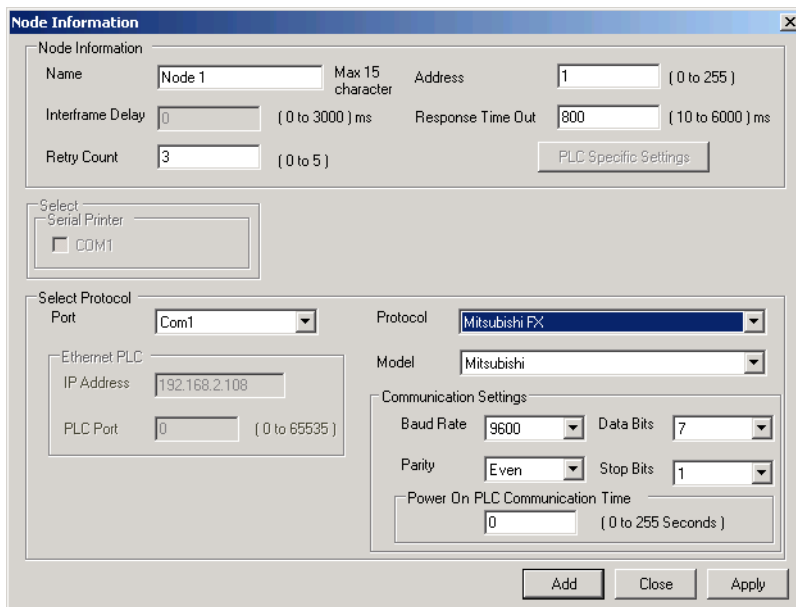 Node Information
Node Information
Name Node 1 Max 15 character Address 1 ( 0 to 255 )
Interframe Delay 0 ( 0 to 3000 ) ms Response Time Out 800 ( 10 to 6000 ) ms
Retry Count 3 ( 0 to 5 ) PLC Specific Settings
Select
Serial Printer
COM1
Select Protocol
Port Com1 Protocol Mitsubishi FX
Ethernet PLC Model Mitsubishi
IP Address 192.168.2.108
PLC Port 0 ( 0 to 65535 )
Communication Settings
Baud Rate 9600 Data Bits 7
Parity Even Stop Bits 1
Power On PLC Communication Time
0 ( 0 to 255 Seconds )
Add Close Apply